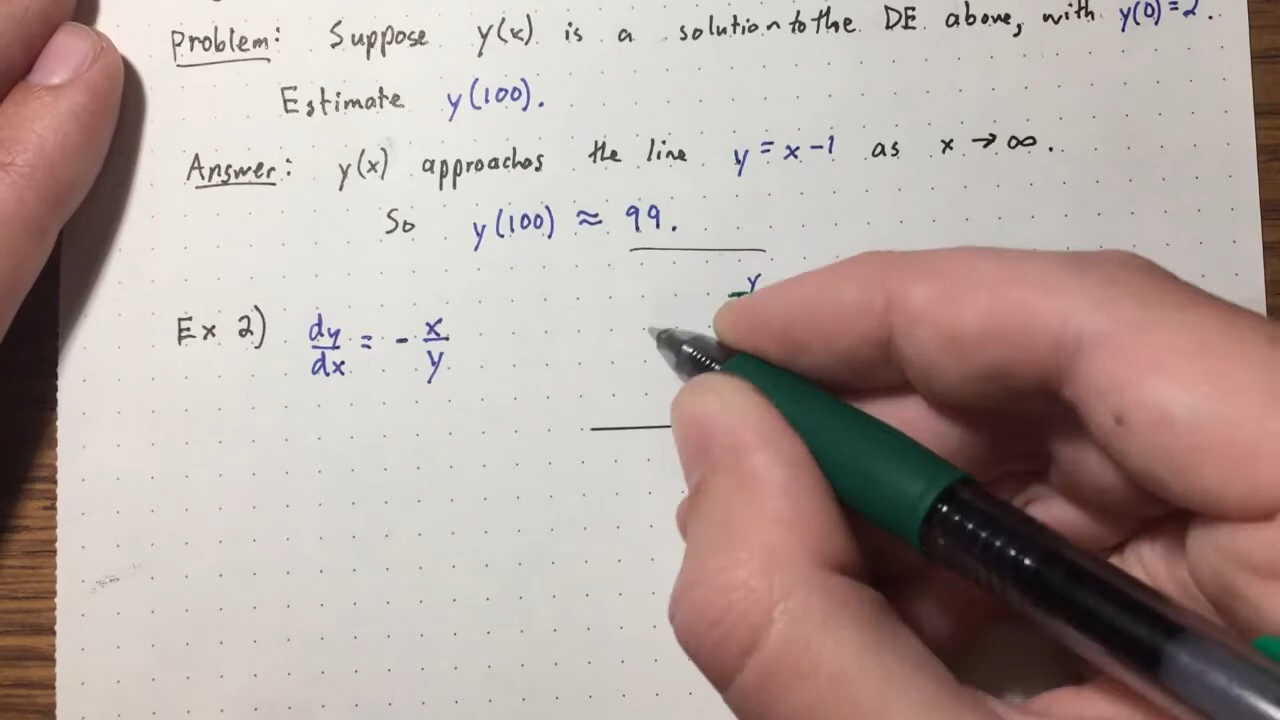 Problem: Suppose y(x) is a solution to the DE above, with y(0)=2.
Estimate y(100).
Answer: y(x) approaches the line y = x - 1 as x → ∞.
So y(100) ≈ 99.
Ex 2) dy/dx = - x/y
y